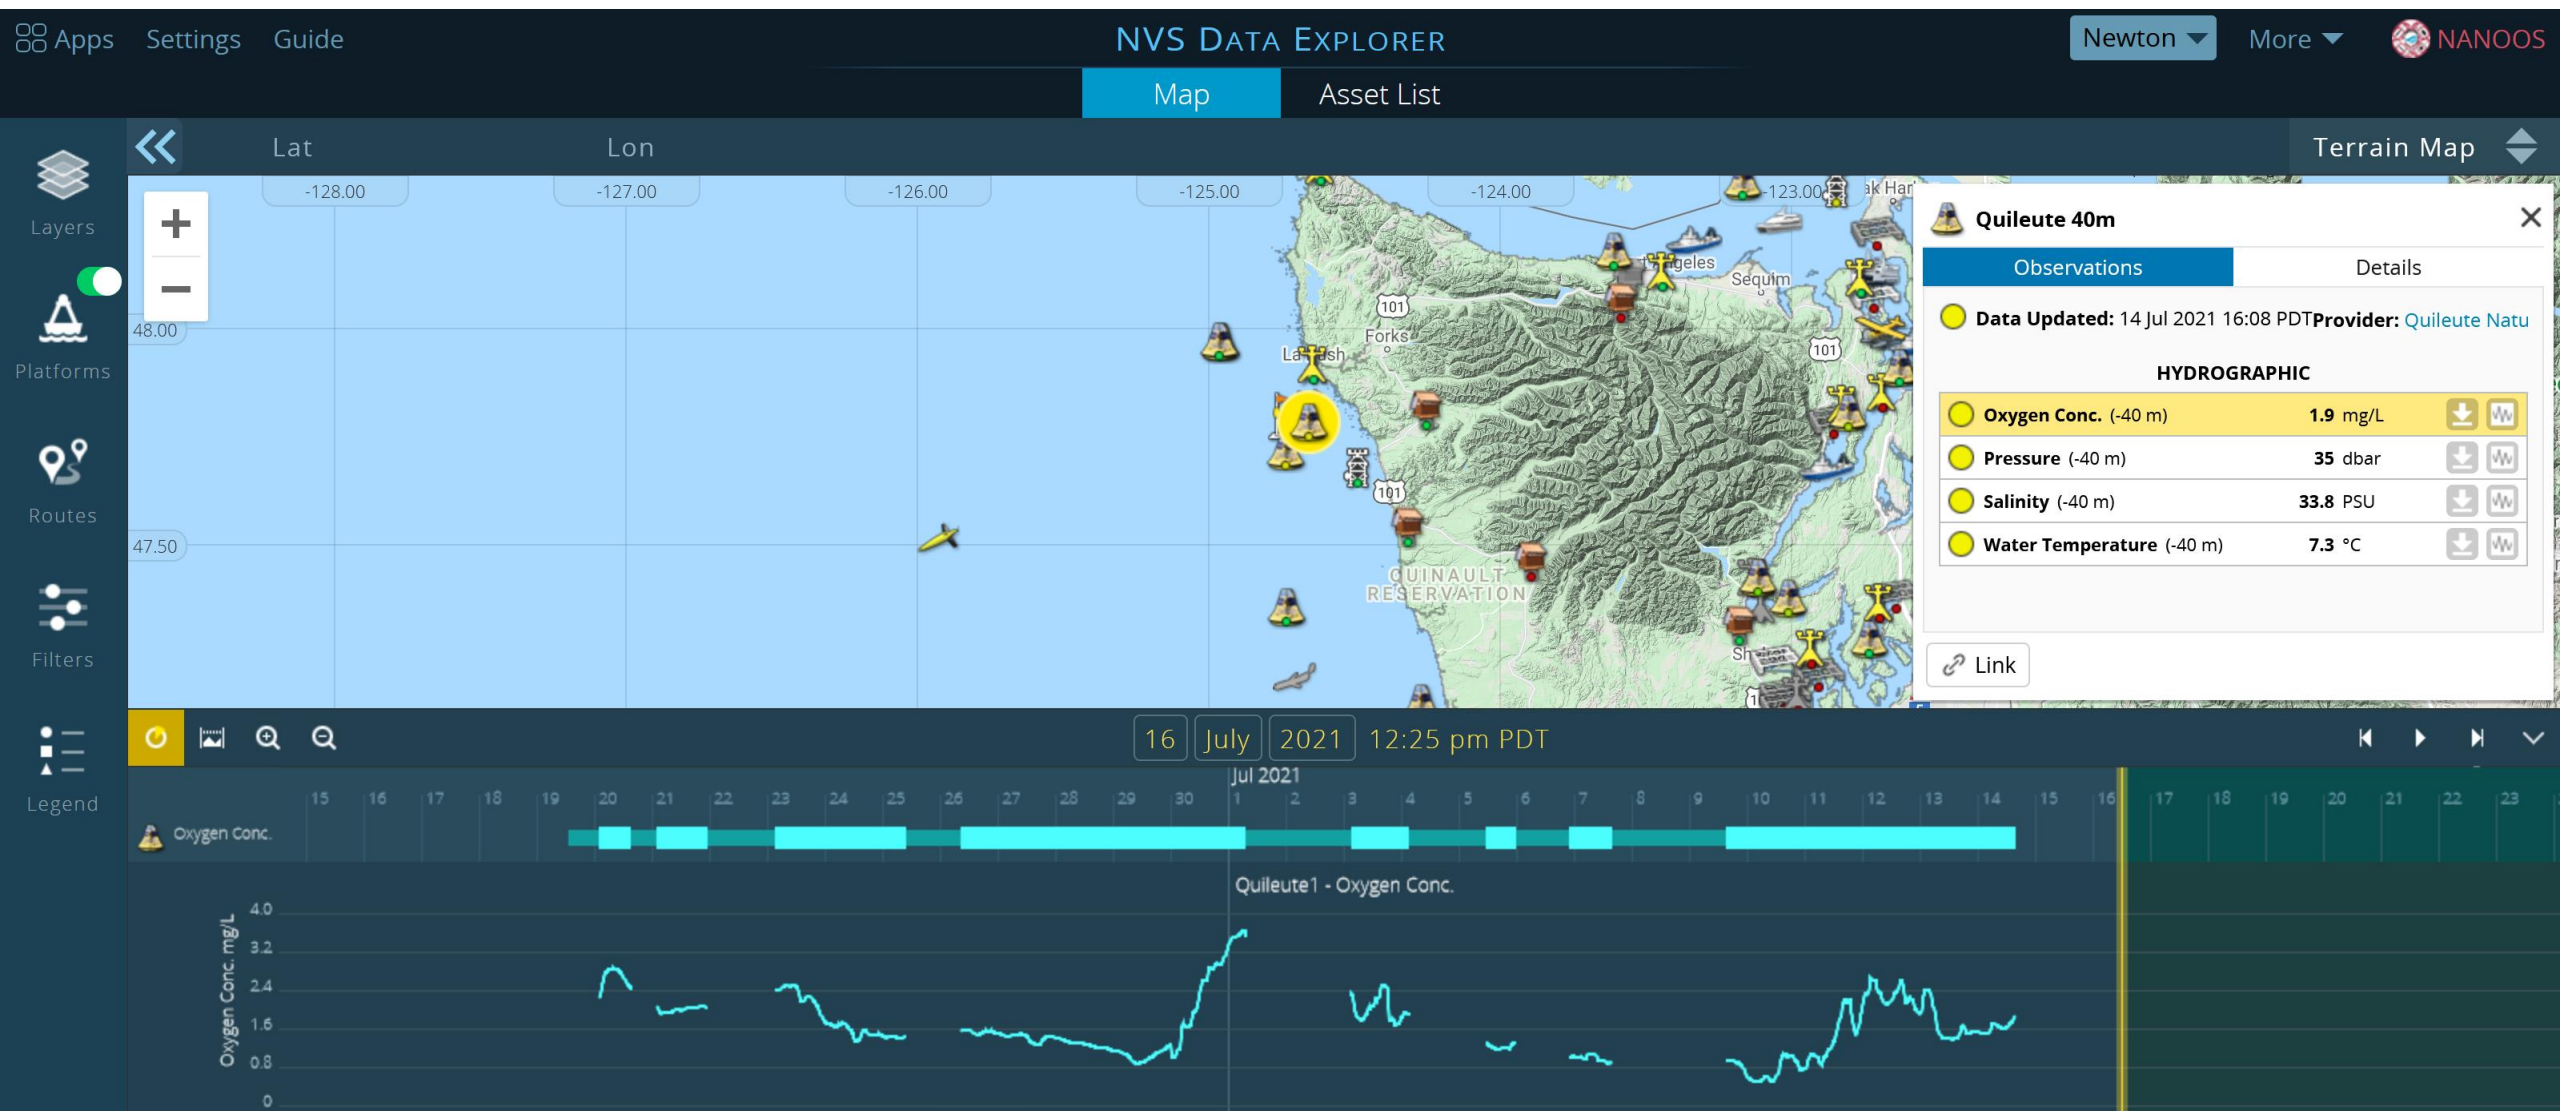 Apps Settings Guide
NVS DATA EXPLORER
Newton More NANOOS
Map Asset List
Lat Lon
Terrain Map
Layers
Platforms
Routes
Filters
Legend
-128.00 -127.00 -126.00 -125.00 -124.00 -123.00
48.00
47.50
ak Har
geles
Sequim
101
Forks
101
101
QUINAULT
RESERVATION
Quileute 40m
Observations Details
Data Updated: 14 Jul 2021 16:08 PDT Provider: Quileute Natu
HYDROGRAPHIC
Oxygen Conc. (-40 m) 1.9 mg/L
Pressure (-40 m) 35 dbar
Salinity (-40 m) 33.8 PSU
Water Temperature (-40 m) 7.3 °C
Link
16 July 2021 12:25 pm PDT
Jul 2021
15 16 17 18 19 20 21 22 23 24 25 26 27 28 29 30 1 2 3 4 5 6 7 8 9 10 11 12 13 14 15 16 17 18 19 20 21 22 23
Oxygen Conc.
Quileute1 - Oxygen Conc.
Oxygen Conc. mg/L
4.0
3.2
2.4
1.6
0.8
0